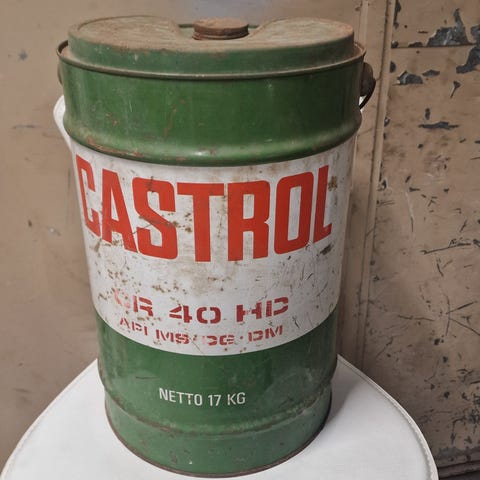 CASTROL
CR 40 HD
API MS/DG-DM
NETTO 17 KG